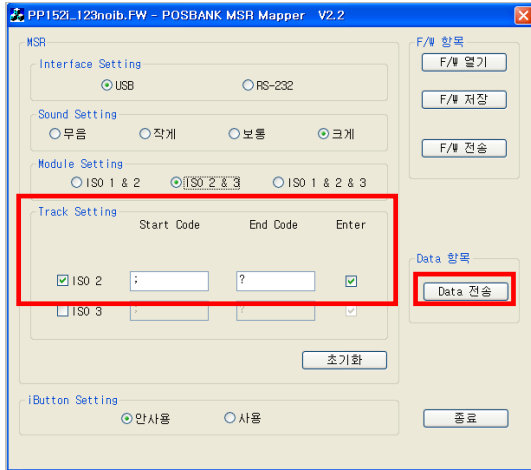 PP152i_123noib.FW - POSBANK MSR Mapper V2.2
MSR
Interface Setting
USB RS-232
Sound Setting
무음 작게 보통 크게
Module Setting
ISO 1 & 2 ISO 2 & 3 ISO 1 & 2 & 3
Track Setting
Start Code End Code Enter
ISO 2 ; ?
ISO 3 ; ?
초기화
iButton Setting
안사용 사용
F/W 항목
F/W 열기
F/W 저장
F/W 전송
Data 항목
Data 전송
종료